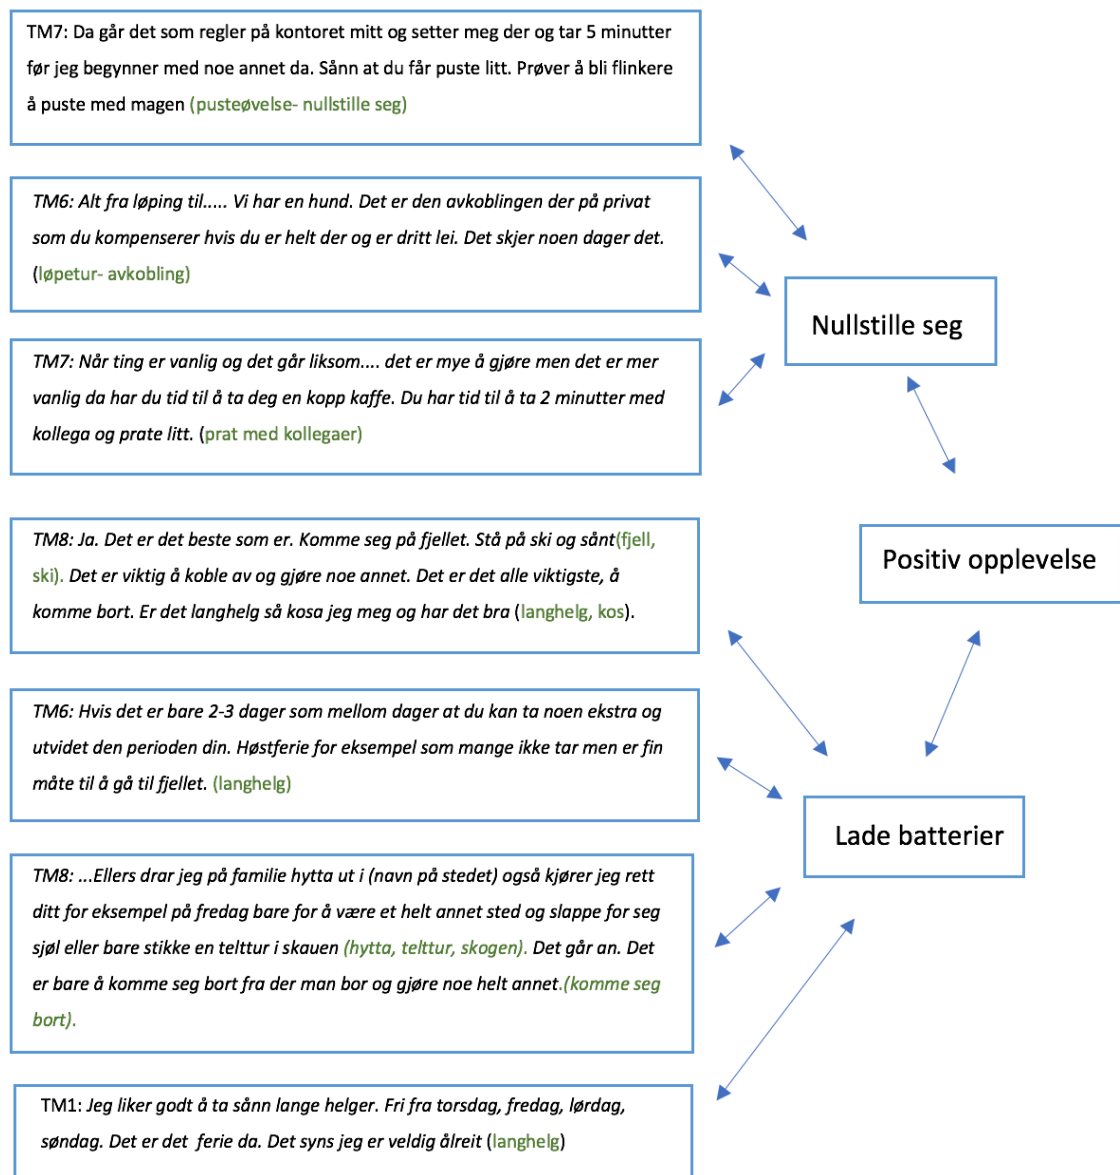 TM7: Da går det som regler på kontoret mitt og setter meg der og tar 5 minutter
før jeg begynner med noe annet da. Sånn at du får puste litt. Prøver å bli flinkere
å puste med magen (pusteøvelse- nullstille seg)
TM6: Alt fra løping til..... Vi har en hund. Det er den avkoblingen der på privat
som du kompenserer hvis du er helt der og er dritt lei. Det skjer noen dager det.
(løpetur- avkobling)
Nullstille seg
TM7: Når ting er vanlig og det går liksom.... det er mye å gjøre men det er mer
vanlig da har du tid til å ta deg en kopp kaffe. Du har tid til å ta 2 minutter med
kollega og prate litt. (prat med kollegaer)
TM8: Ja. Det er det beste som er. Komme seg på fjellet. Stå på ski og sånt(fjell,
ski). Det er viktig å koble av og gjøre noe annet. Det er det alle viktigste, å
komme bort. Er det langhelg så kosa jeg meg og har det bra (langhelg, kos).
Positiv opplevelse
TM6: Hvis det er bare 2-3 dager som mellom dager at du kan ta noen ekstra og
utvidet den perioden din. Høstferie for eksempel som mange ikke tar men er fin
måte til å gå til fjellet. (langhelg)
Lade batterier
TM8: ...Ellers drar jeg på familie hytta ut i (navn på stedet) også kjører jeg rett
ditt for eksempel på fredag bare for å være et helt annet sted og slappe for seg
sjøl eller bare stikke en telttur i skauen (hytta, telttur, skogen). Det går an. Det
er bare å komme seg bort fra der man bor og gjøre noe helt annet.(komme seg
bort).
TM1: Jeg liker godt å ta sånn lange helger. Fri fra torsdag, fredag, lørdag,
søndag. Det er det ferie da. Det syns jeg er veldig ålreit (langhelg)